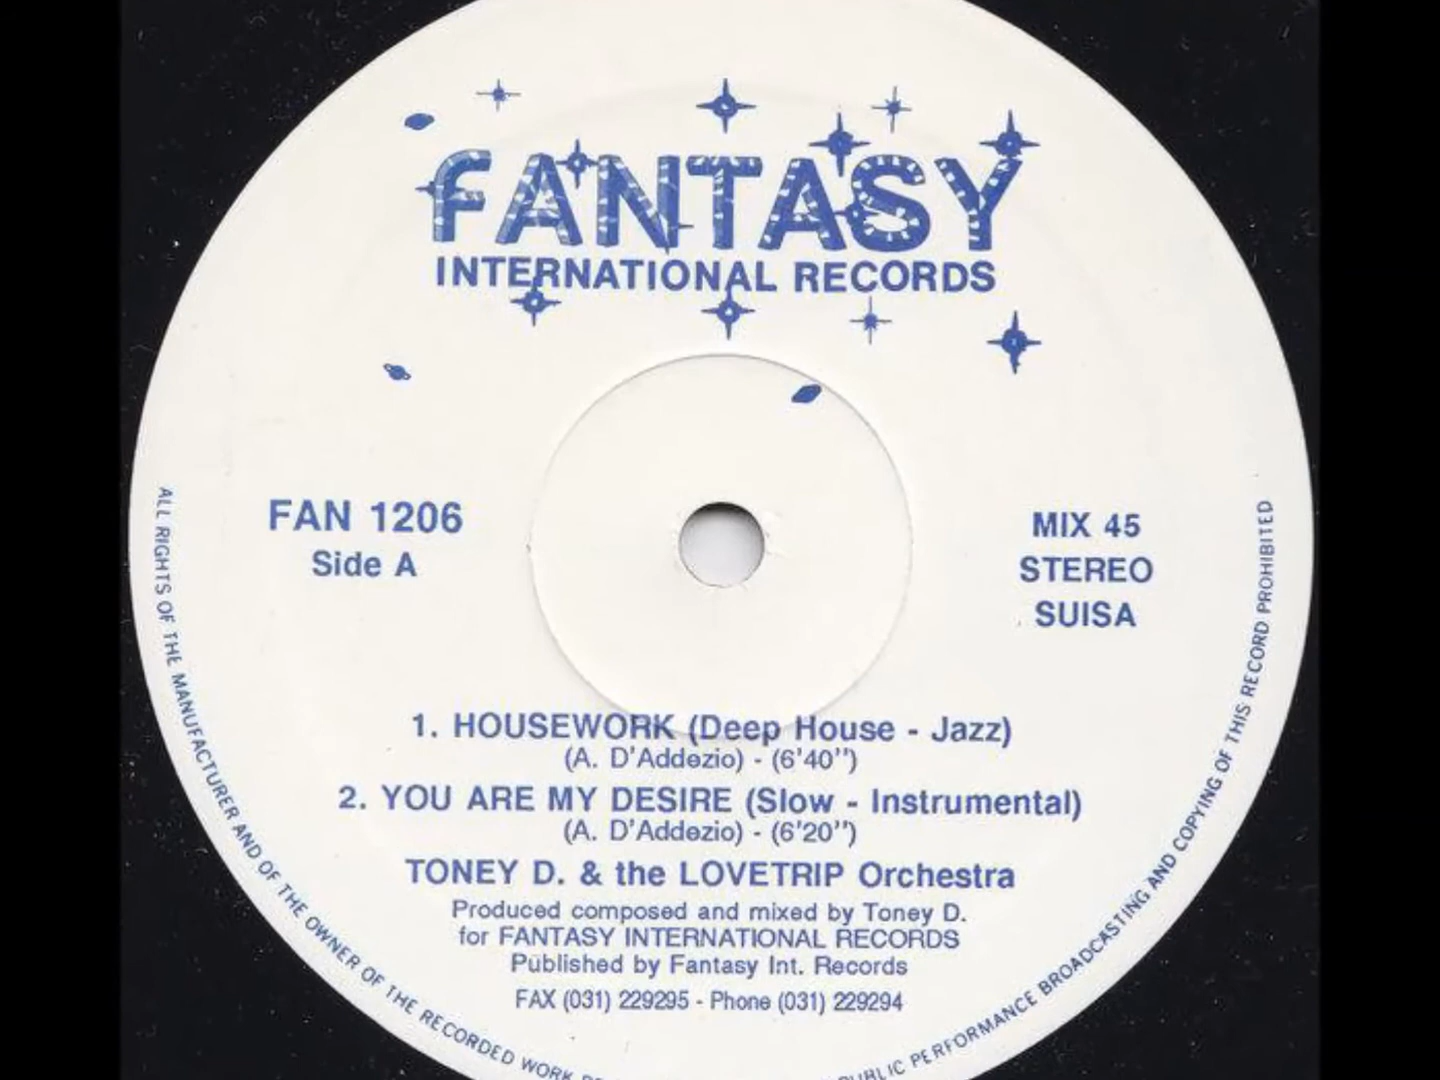 FANTASY
INTERNATIONAL RECORDS
FAN 1206
Side A
MIX 45
STEREO
SUISA
1. HOUSEWORK (Deep House - Jazz)
(A. D'Addezio) - (6'40")
2. YOU ARE MY DESIRE (Slow - Instrumental)
(A. D'Addezio) - (6'20")
TONEY D. & the LOVETRIP Orchestra
Produced composed and mixed by Toney D.
for FANTASY INTERNATIONAL RECORDS
Published by Fantasy Int. Records
FAX (031) 229295 - Phone (031) 229294
ALL RIGHTS OF THE MANUFACTURER AND OF THE OWNER OF THE RECORDED WORK
PUBLIC PERFORMANCE BROADCASTING AND COPYING OF THIS RECORD PROHIBITED